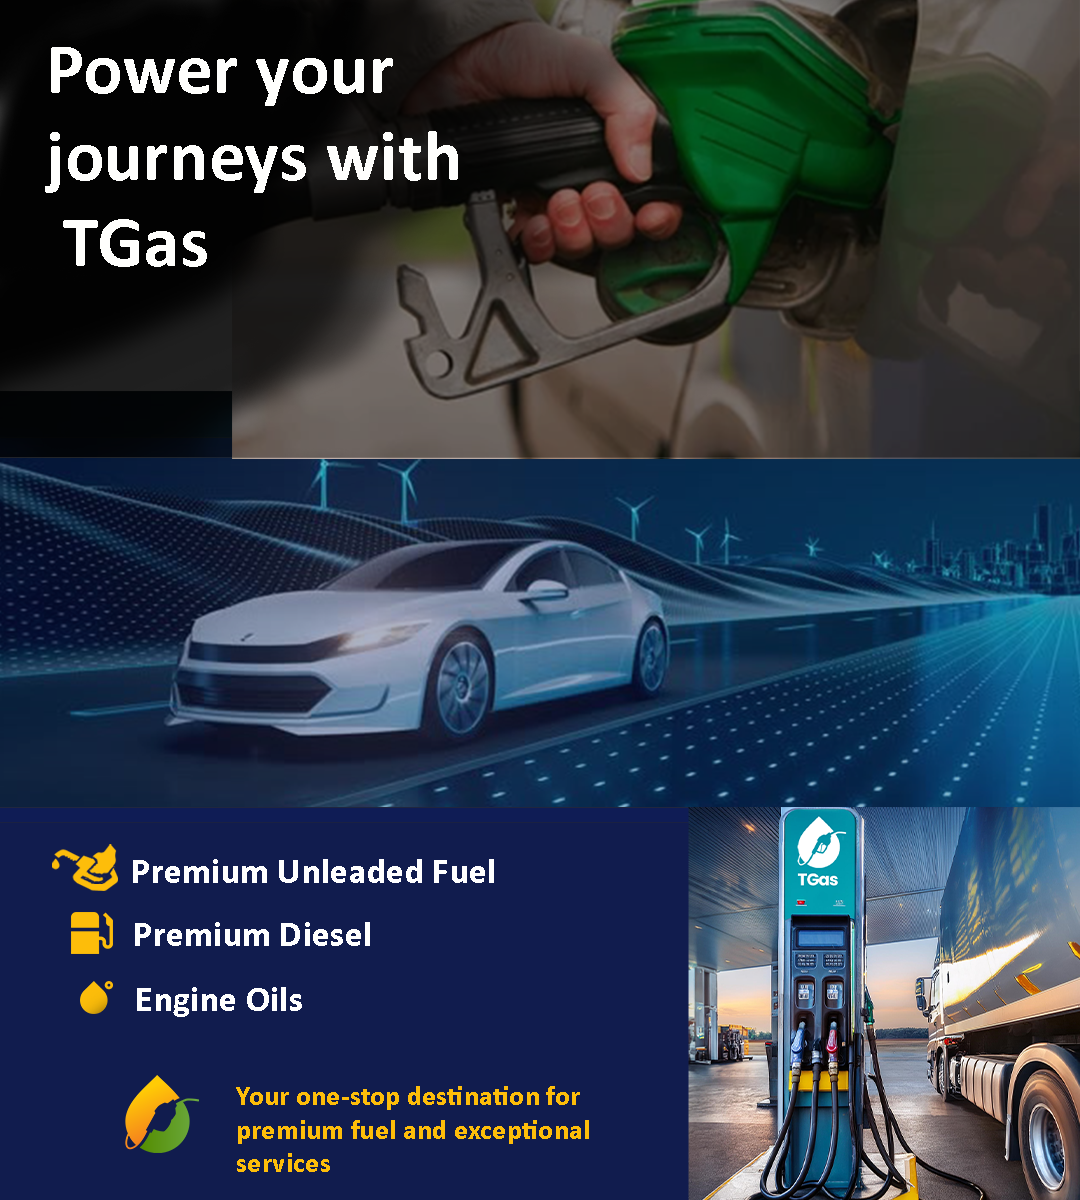 Power your
journeys with
TGas
Premium Unleaded Fuel
Premium Diesel
Engine Oils
Your one-stop destination for
premium fuel and exceptional
services
TGas